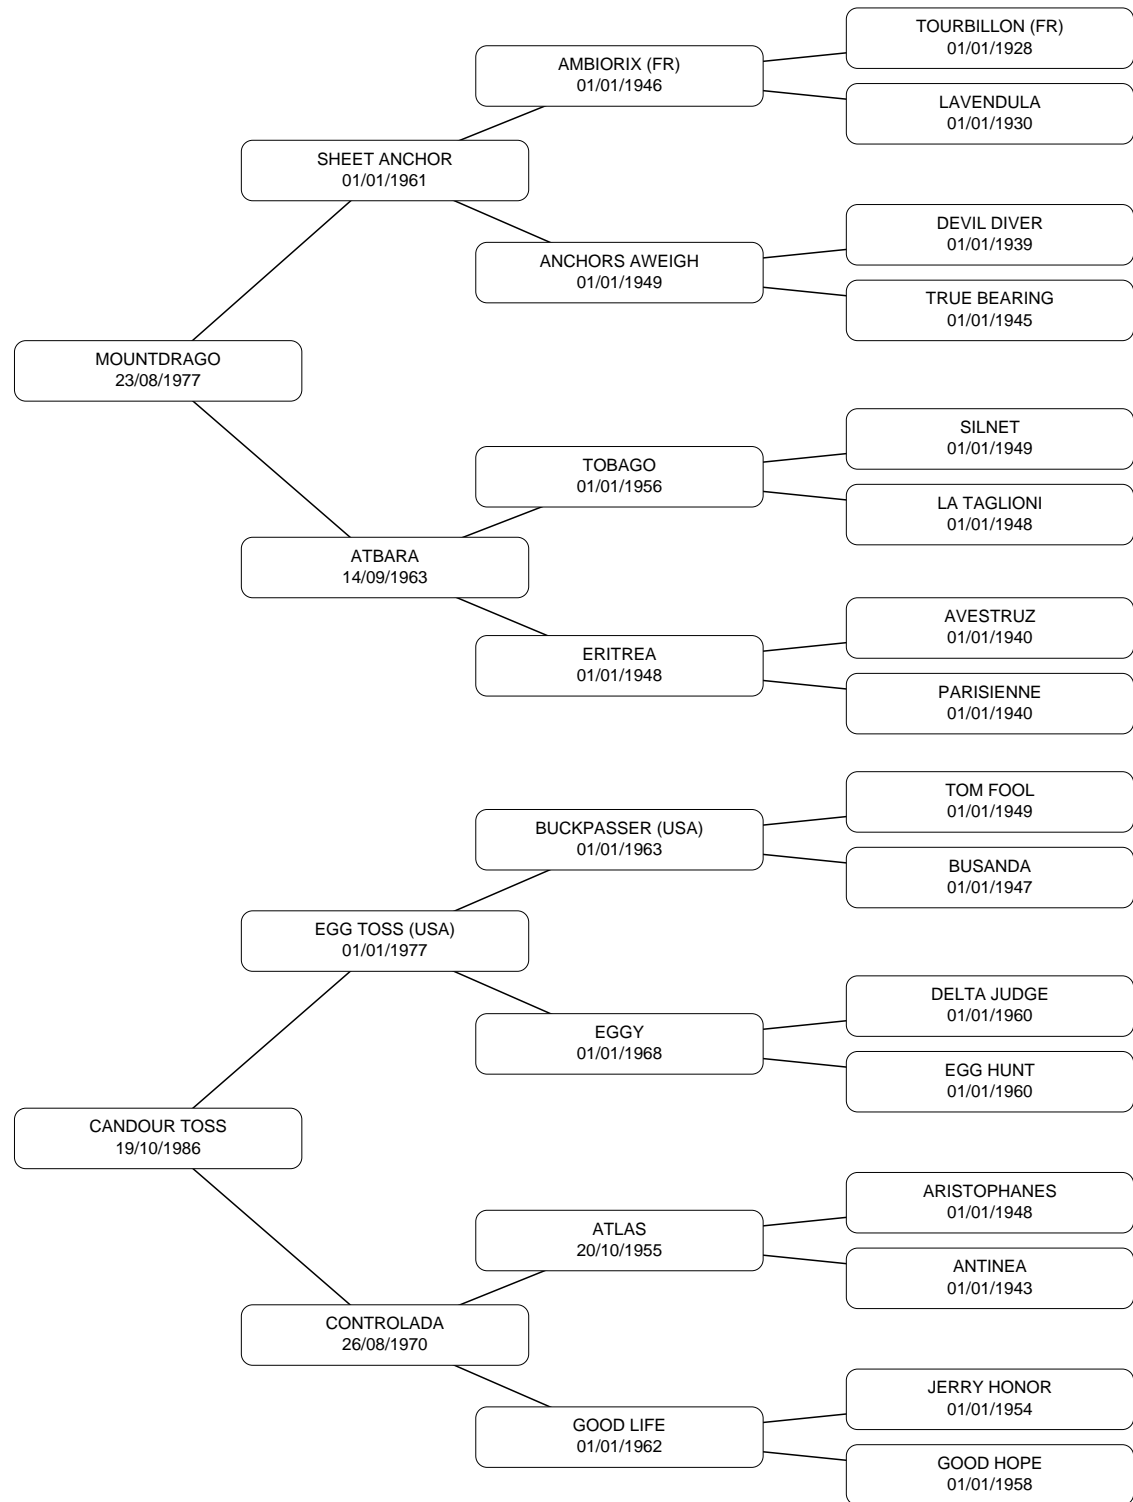 TOURBILLON (FR)
01/01/1928
AMBIORIX (FR)
01/01/1946
LAVENDULA
01/01/1930
SHEET ANCHOR
01/01/1961
DEVIL DIVER
01/01/1939
ANCHORS AWEIGH
01/01/1949
TRUE BEARING
01/01/1945
MOUNTDRAGO
23/08/1977
SILNET
01/01/1949
TOBAGO
01/01/1956
LA TAGLIONI
01/01/1948
ATBARA
14/09/1963
AVESTRUZ
01/01/1940
ERITREA
01/01/1948
PARISIENNE
01/01/1940
TOM FOOL
01/01/1949
BUCKPASSER (USA)
01/01/1963
BUSANDA
01/01/1947
EGG TOSS (USA)
01/01/1977
DELTA JUDGE
01/01/1960
EGGY
01/01/1968
EGG HUNT
01/01/1960
CANDOUR TOSS
19/10/1986
ARISTOPHANES
01/01/1948
ATLAS
20/10/1955
ANTINEA
01/01/1943
CONTROLADA
26/08/1970
JERRY HONOR
01/01/1954
GOOD LIFE
01/01/1962
GOOD HOPE
01/01/1958